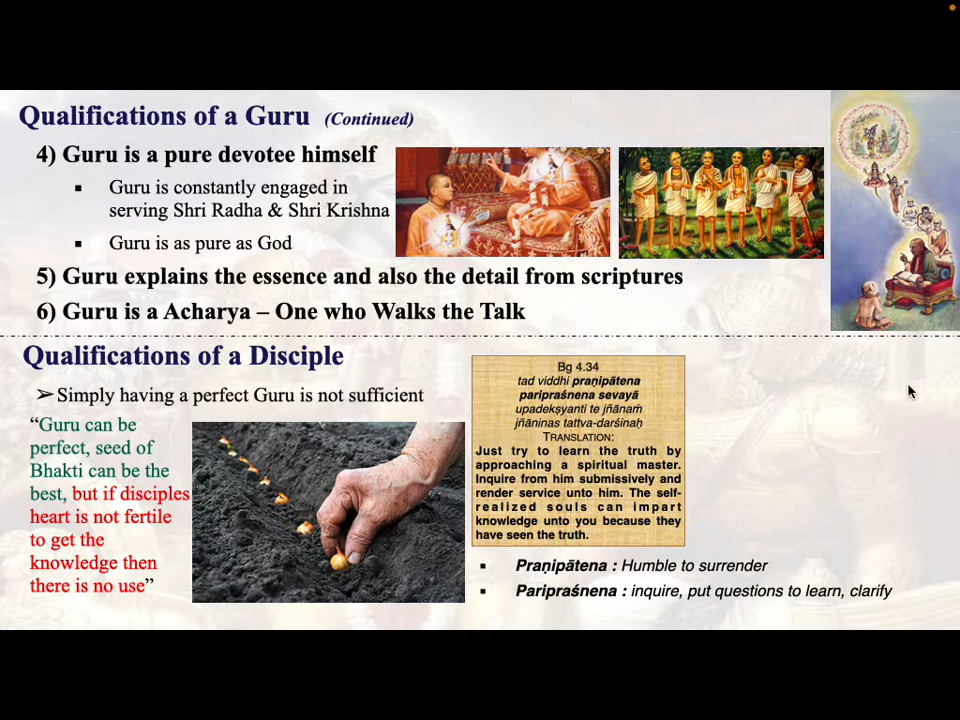 Qualifications of a Guru (Continued)
4) Guru is a pure devotee himself
▪ Guru is constantly engaged in
serving Shri Radha & Shri Krishna
▪ Guru is as pure as God
5) Guru explains the essence and also the detail from scriptures
6) Guru is a Acharya – One who Walks the Talk
Qualifications of a Disciple
➢ Simply having a perfect Guru is not sufficient
“Guru can be
perfect, seed of
Bhakti can be the
best, but if disciples
heart is not fertile
to get the
knowledge then
there is no use”
Bg 4.34
tad viddhi praṇipātena
paripraśnena sevayā
upadekṣyanti te jñānaṁ
jñāninas tattva-darśinaḥ
TRANSLATION:
Just try to learn the truth by
approaching a spiritual master.
Inquire from him submissively and
render service unto him. The self-
realized souls can impart
knowledge unto you because they
have seen the truth.
▪ Praṇipātena : Humble to surrender
▪ Paripraśnena : inquire, put questions to learn, clarify